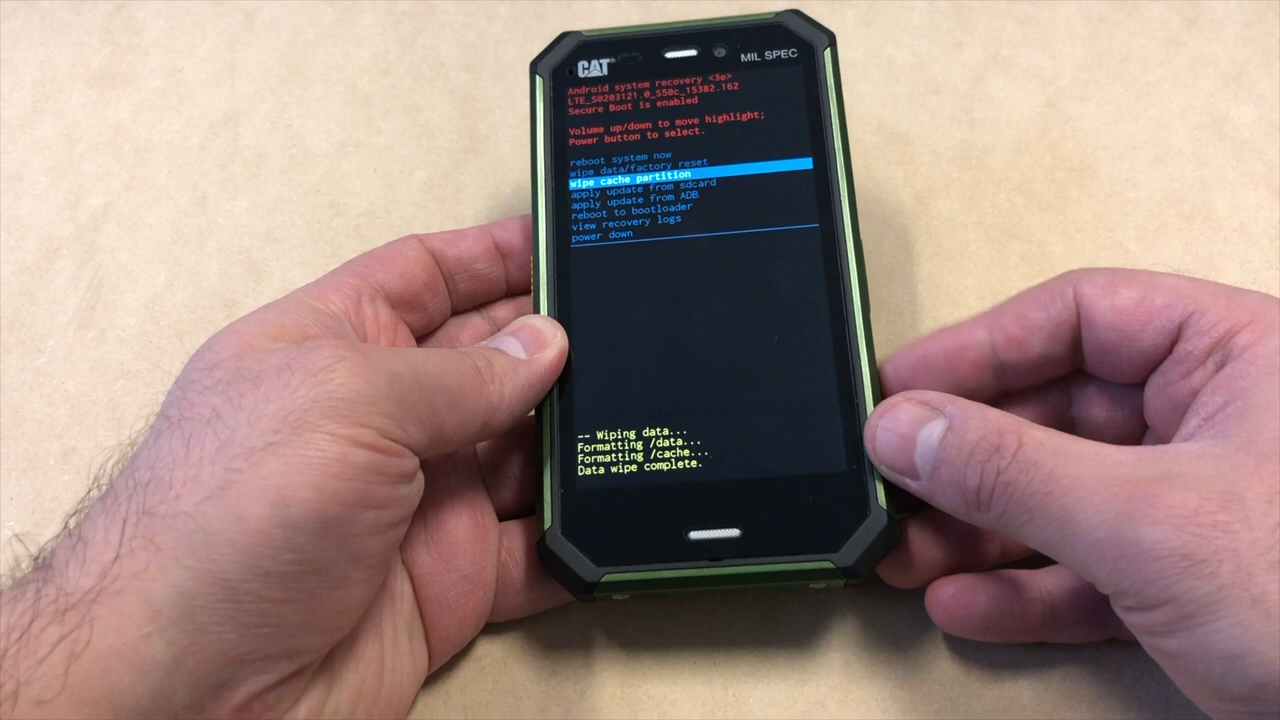 CAT
MIL SPEC
Android system recovery <3e>
LTE_S0203121.0_S50c_15382.162
Secure Boot is enabled
Volume up/down to move highlight;
Power button to select.
reboot system now
wipe data/factory reset
wipe cache partition
apply update from sdcard
apply update from ADB
reboot to bootloader
view recovery logs
power down
-- Wiping data...
Formatting /data...
Formatting /cache...
Data wipe complete.